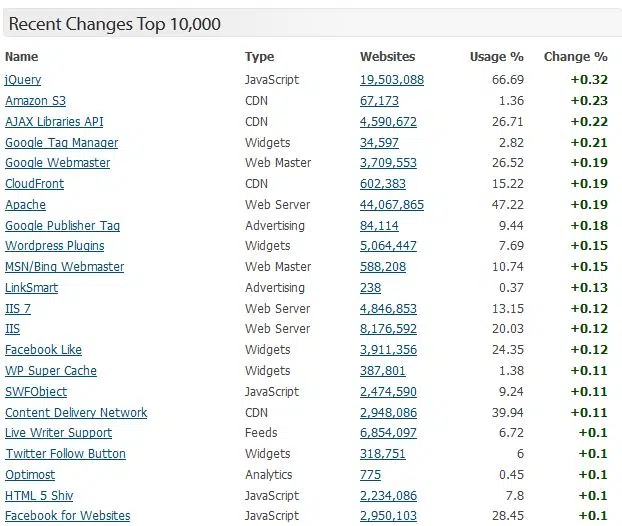 Recent Changes Top 10,000
Name Type Websites Usage % Change %
jQuery JavaScript 19,503,088 66.69 +0.32
Amazon S3 CDN 67,173 1.36 +0.23
AJAX Libraries API CDN 4,590,672 26.71 +0.22
Google Tag Manager Widgets 34,597 2.82 +0.21
Google Webmaster Web Master 3,709,553 26.52 +0.19
CloudFront CDN 602,383 15.22 +0.19
Apache Web Server 44,067,865 47.22 +0.19
Google Publisher Tag Advertising 84,114 9.44 +0.18
Wordpress Plugins Widgets 5,064,447 7.69 +0.15
MSN/Bing Webmaster Web Master 588,208 10.74 +0.15
LinkSmart Advertising 238 0.37 +0.13
IIS 7 Web Server 4,846,853 13.15 +0.12
IIS Web Server 8,176,592 20.03 +0.12
Facebook Like Widgets 3,911,356 24.35 +0.12
WP Super Cache Widgets 387,801 1.38 +0.11
SWFObject JavaScript 2,474,590 9.24 +0.11
Content Delivery Network CDN 2,948,086 39.94 +0.11
Live Writer Support Feeds 6,854,097 6.72 +0.1
Twitter Follow Button Widgets 318,751 6 +0.1
Optimost Analytics 775 0.45 +0.1
HTML 5 Shiv JavaScript 2,234,086 7.8 +0.1
Facebook for Websites JavaScript 2,950,103 28.45 +0.1